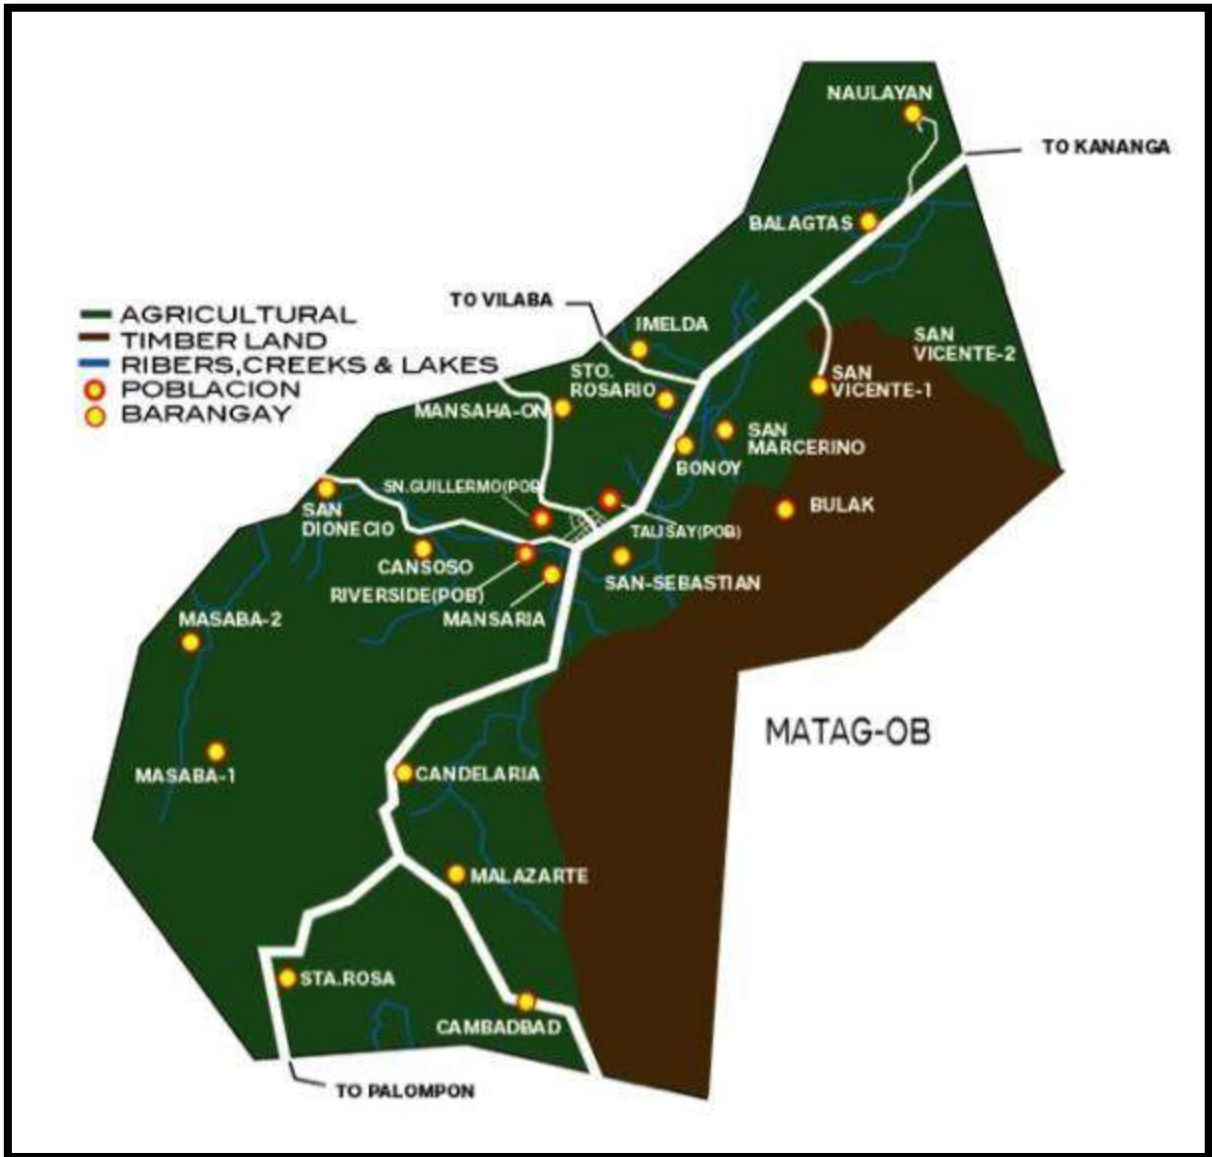 NAULAYAN
TO KANANGA
BALAGTAS
TO VILABA
AGRICULTURAL
TIMBER LAND
RIBERS,CREEKS & LAKES
POBLACION
BARANGAY
IMELDA
SAN
VICENTE-2
STO.
ROSARIO
SAN
VICENTE-1
MANSAHA-ON
SAN
MARCERINO
BONOY
SN.GUILLERMO(POB
BULAK
SAN
DIONECIO
TALISAY(POB)
CANSOSO
SAN-SEBASTIAN
RIVERSIDE(POB)
MANSARIA
MASABA-2
MATAG-OB
MASABA-1
CANDELARIA
MALAZARTE
STA.ROSA
CAMBADBAD
TO PALOMPON